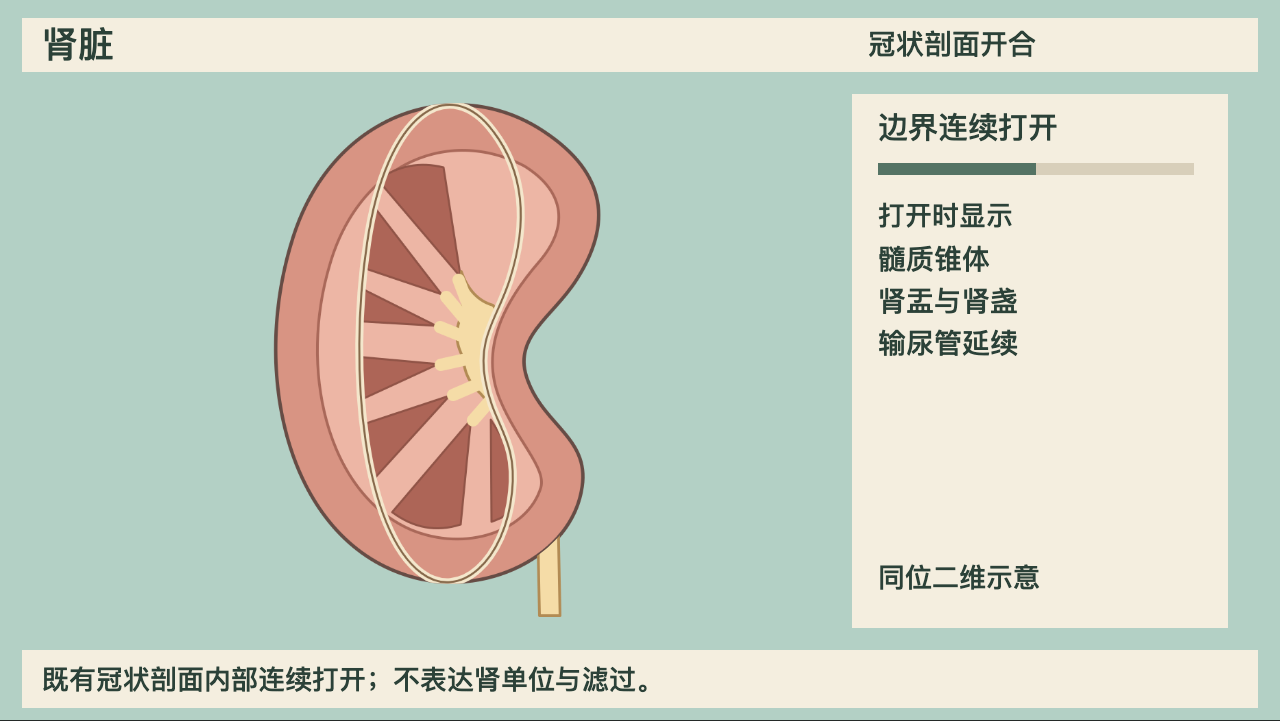 肾脏
冠状剖面开合
边界连续打开
打开时显示
髓质锥体
肾盂与肾盏
输尿管延续
同位二维示意
既有冠状剖面内部连续打开；不表达肾单位与滤过。